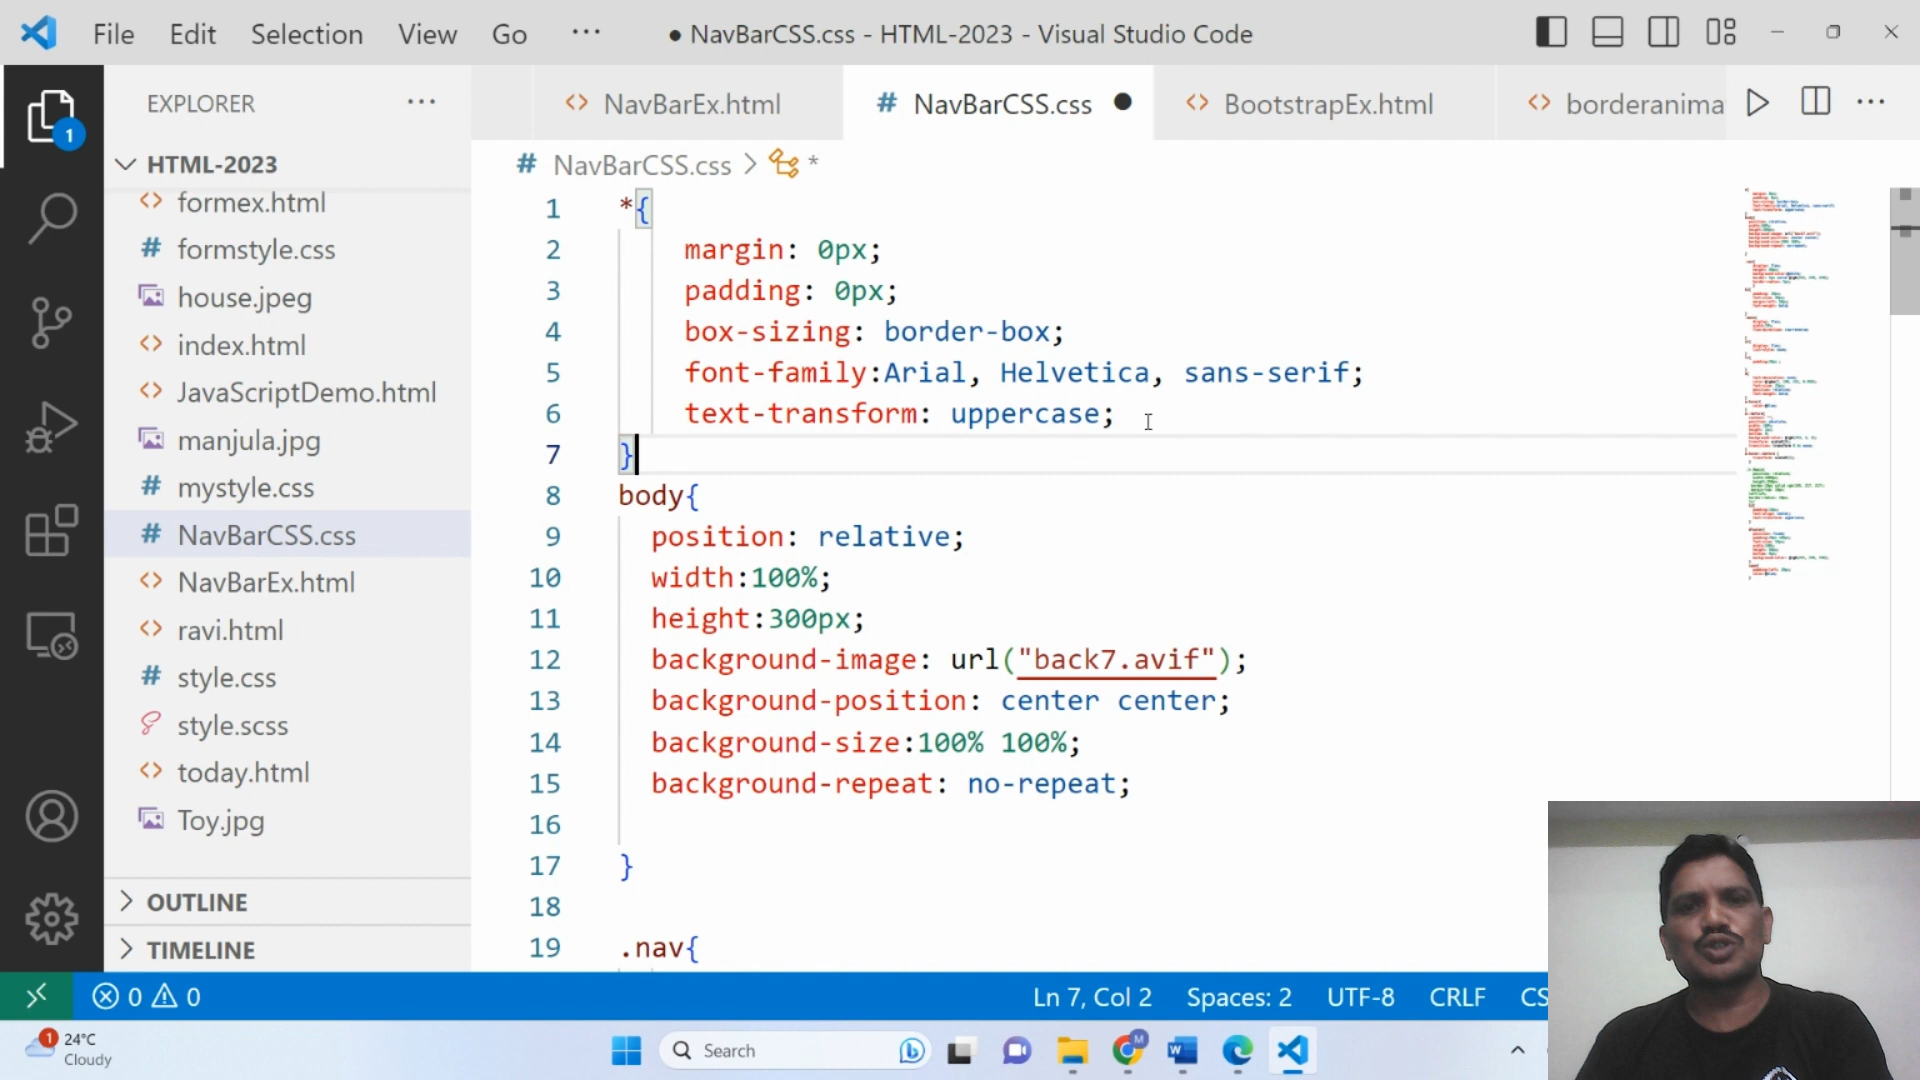 File Edit Selection View Go ··· ● NavBarCSS.css - HTML-2023 - Visual Studio Code
EXPLORER ···
NavBarEx.html # NavBarCSS.css ● BootstrapEx.html borderanima ···
1
HTML-2023
# NavBarCSS.css > *
formex.html
# formstyle.css
house.jpeg
index.html
JavaScriptDemo.html
manjula.jpg
# mystyle.css
# NavBarCSS.css
NavBarEx.html
ravi.html
# style.css
style.scss
today.html
Toy.jpg
OUTLINE
TIMELINE
1 *{
2 margin: 0px;
3 padding: 0px;
4 box-sizing: border-box;
5 font-family:Arial, Helvetica, sans-serif;
6 text-transform: uppercase;
7 }
8 body{
9 position: relative;
10 width:100%;
11 height:300px;
12 background-image: url("back7.avif");
13 background-position: center center;
14 background-size:100% 100%;
15 background-repeat: no-repeat;
16
17 }
18
19 .nav{
0 0 Ln 7, Col 2 Spaces: 2 UTF-8 CRLF CS
1 24°C
Cloudy
Search
M